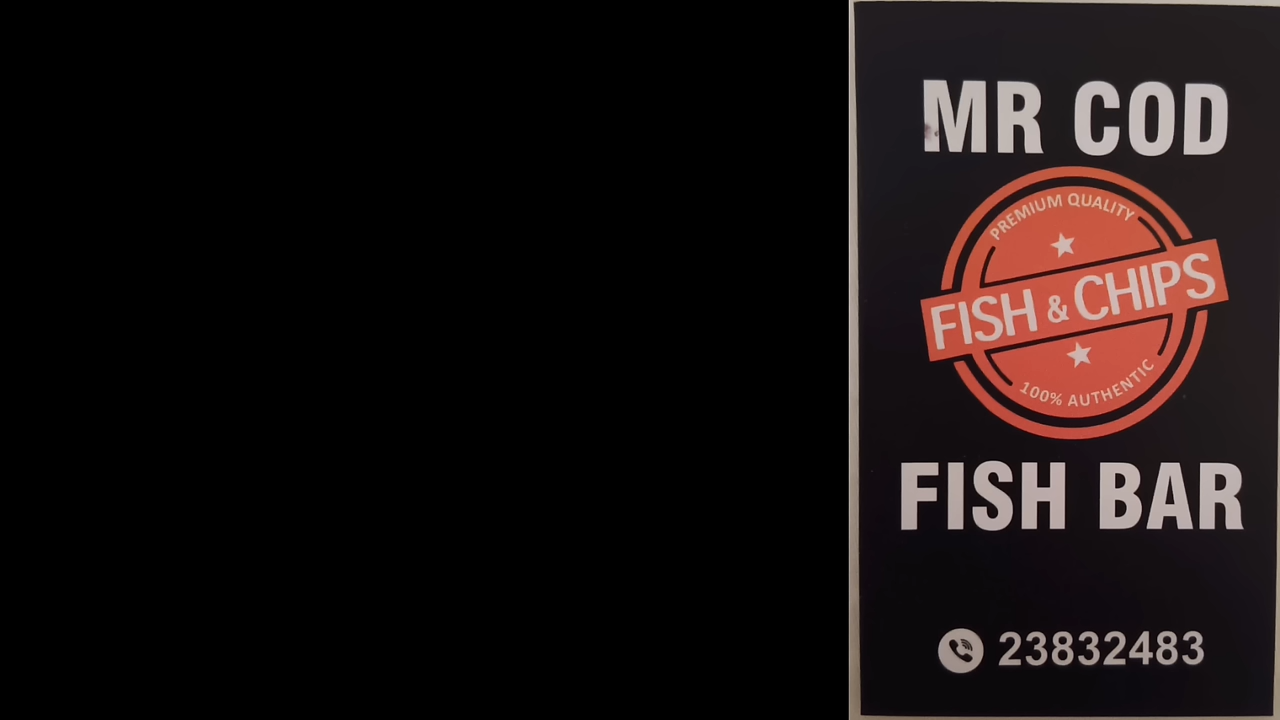 MR COD
PREMIUM QUALITY
FISH & CHIPS
100% AUTHENTIC
FISH BAR
23832483